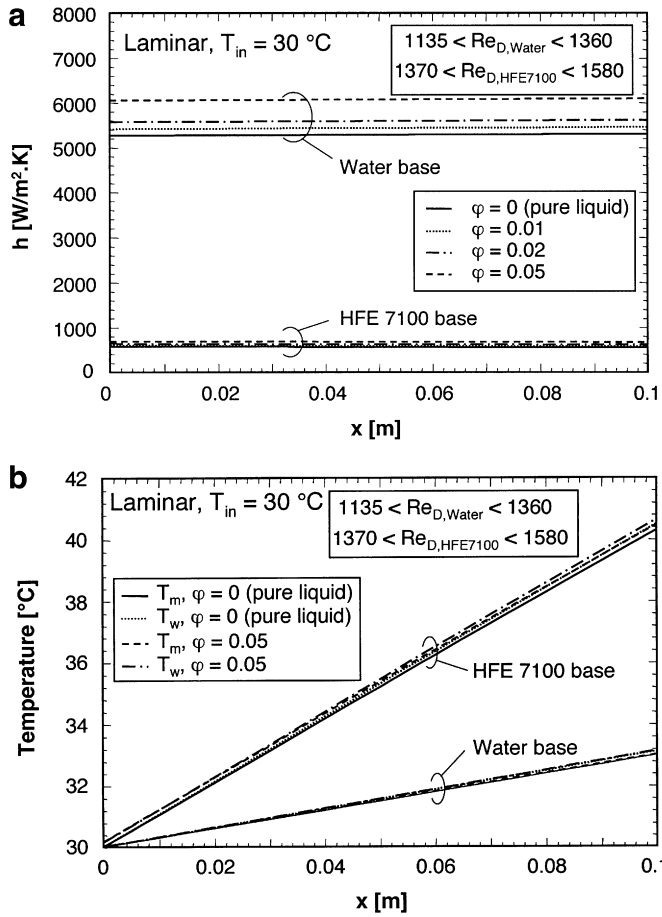 a
Laminar, T_in = 30 °C
1135 < Re_D,Water < 1360
1370 < Re_D,HFE7100 < 1580
8000
7000
6000
5000
4000
3000
2000
1000
0
h [W/m².K]
Water base
φ = 0 (pure liquid)
φ = 0.01
φ = 0.02
φ = 0.05
HFE 7100 base
0 0.02 0.04 0.06 0.08 0.1
x [m]
b
Laminar, T_in = 30 °C
1135 < Re_D,Water < 1360
1370 < Re_D,HFE7100 < 1580
42
40
38
36
34
32
30
Temperature [°C]
T_m, φ = 0 (pure liquid)
T_w, φ = 0 (pure liquid)
T_m, φ = 0.05
T_w, φ = 0.05
HFE 7100 base
Water base
0 0.02 0.04 0.06 0.08 0.1
x [m]